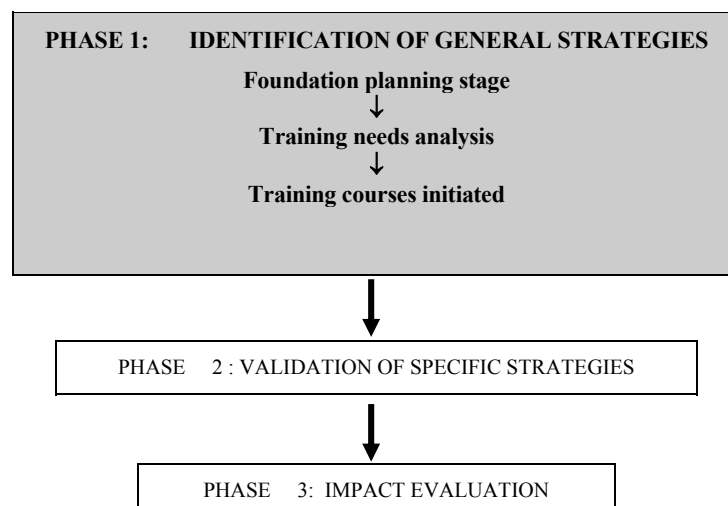 PHASE 1: IDENTIFICATION OF GENERAL STRATEGIES
Foundation planning stage
↓
Training needs analysis
↓
Training courses initiated
PHASE 2 : VALIDATION OF SPECIFIC STRATEGIES
PHASE 3: IMPACT EVALUATION